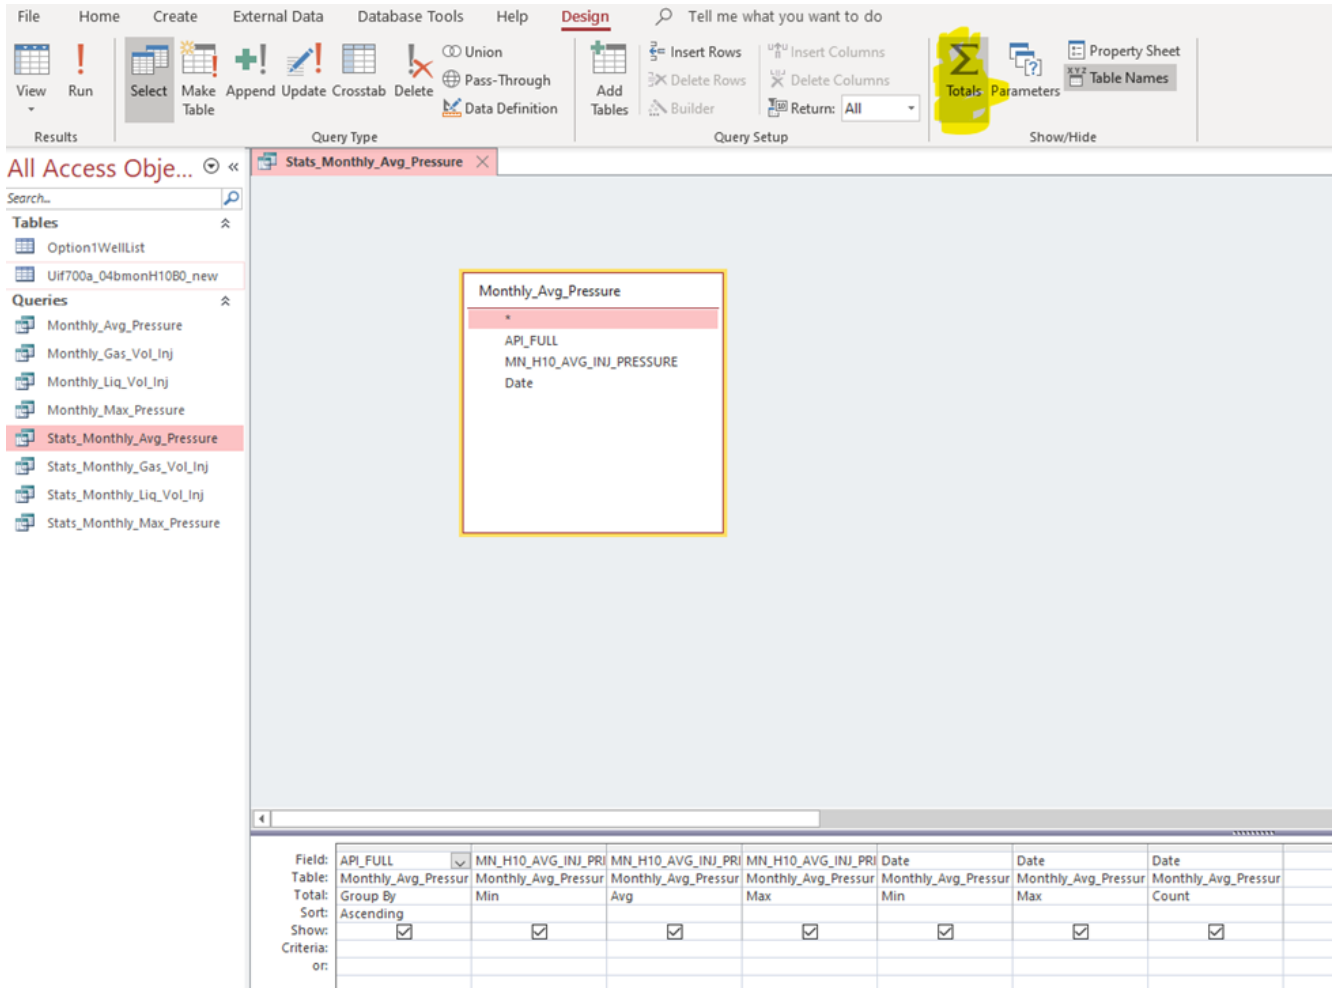 File Home Create External Data Database Tools Help Design Tell me what you want to do
View Run Select Make Table Append Update Crosstab Delete
Union
Pass-Through
Data Definition
Add Tables
Insert Rows
Delete Rows
Builder
Insert Columns
Delete Columns
Return: All
Totals Parameters
Property Sheet
Table Names
Results Query Type Query Setup Show/Hide
All Access Obje... «
Stats_Monthly_Avg_Pressure
Search...
Tables
Option1WellList
Uif700a_04bmonH10B0_new
Queries
Monthly_Avg_Pressure
Monthly_Gas_Vol_Inj
Monthly_Liq_Vol_Inj
Monthly_Max_Pressure
Stats_Monthly_Avg_Pressure
Stats_Monthly_Gas_Vol_Inj
Stats_Monthly_Liq_Vol_Inj
Stats_Monthly_Max_Pressure
Monthly_Avg_Pressure
*
API_FULL
MN_H10_AVG_INJ_PRESSURE
Date
Field: API_FULL MN_H10_AVG_INJ_PRI MN_H10_AVG_INJ_PRI MN_H10_AVG_INJ_PRI Date Date Date
Table: Monthly_Avg_Pressur Monthly_Avg_Pressur Monthly_Avg_Pressur Monthly_Avg_Pressur Monthly_Avg_Pressur Monthly_Avg_Pressur Monthly_Avg_Pressur
Total: Group By Min Avg Max Min Max Count
Sort: Ascending
Show:
Criteria:
or: